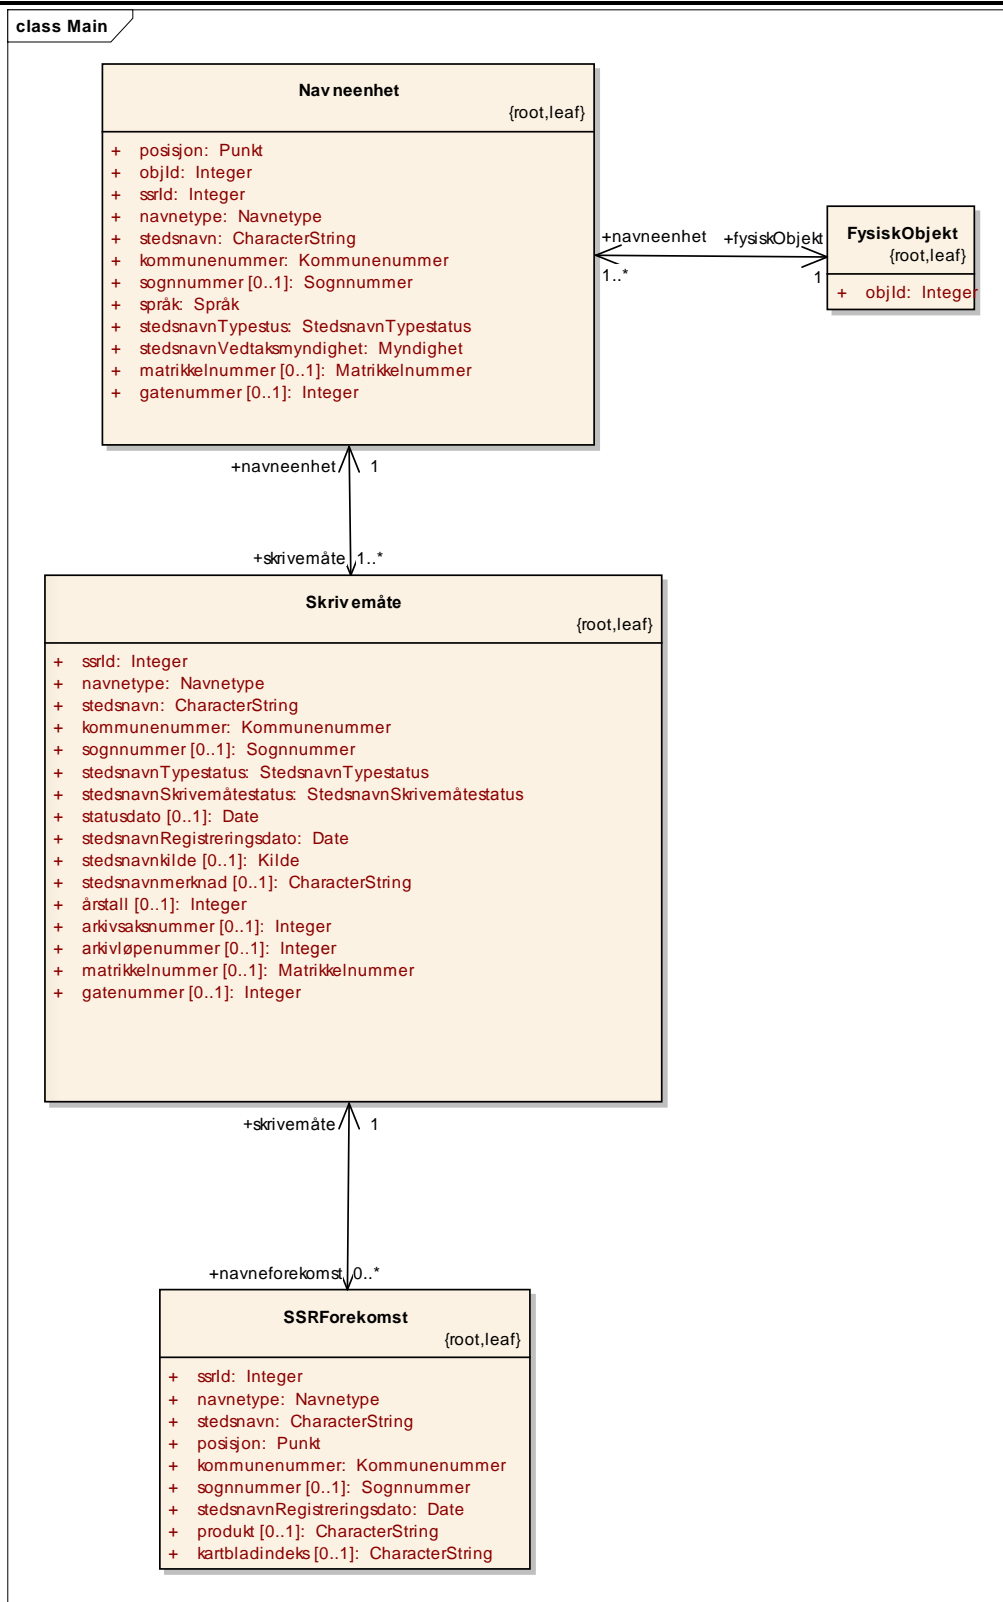 class Main
Navneenhet
{root,leaf}
+ posisjon: Punkt
+ objId: Integer
+ ssrId: Integer
+ navnetype: Navnetype
+ stedsnavn: CharacterString
+ kommunenummer: Kommunenummer
+ sognnummer [0..1]: Sognnummer
+ språk: Språk
+ stedsnavnTypestus: StedsnavnTypestatus
+ stedsnavnVedtaksmyndighet: Myndighet
+ matrikkelnummer [0..1]: Matrikkelnummer
+ gatenummer [0..1]: Integer
+navneenhet
1..*
+fysiskObjekt
1
FysiskObjekt
{root,leaf}
+ objId: Integer
+navneenhet 1
+skrivemåte 1..*
Skrivemåte
{root,leaf}
+ ssrId: Integer
+ navnetype: Navnetype
+ stedsnavn: CharacterString
+ kommunenummer: Kommunenummer
+ sognnummer [0..1]: Sognnummer
+ stedsnavnTypestatus: StedsnavnTypestatus
+ stedsnavnSkrivemåtestatus: StedsnavnSkrivemåtestatus
+ statusdato [0..1]: Date
+ stedsnavnRegistreringsdato: Date
+ stedsnavnkilde [0..1]: Kilde
+ stedsnavnmerknad [0..1]: CharacterString
+ årstall [0..1]: Integer
+ arkivsaksnummer [0..1]: Integer
+ arkivløpenummer [0..1]: Integer
+ matrikkelnummer [0..1]: Matrikkelnummer
+ gatenummer [0..1]: Integer
+skrivemåte 1
+navneforekomst 0..*
SSRForekomst
{root,leaf}
+ ssrId: Integer
+ navnetype: Navnetype
+ stedsnavn: CharacterString
+ posisjon: Punkt
+ kommunenummer: Kommunenummer
+ sognnummer [0..1]: Sognnummer
+ stedsnavnRegistreringsdato: Date
+ produkt [0..1]: CharacterString
+ kartbladindeks [0..1]: CharacterString